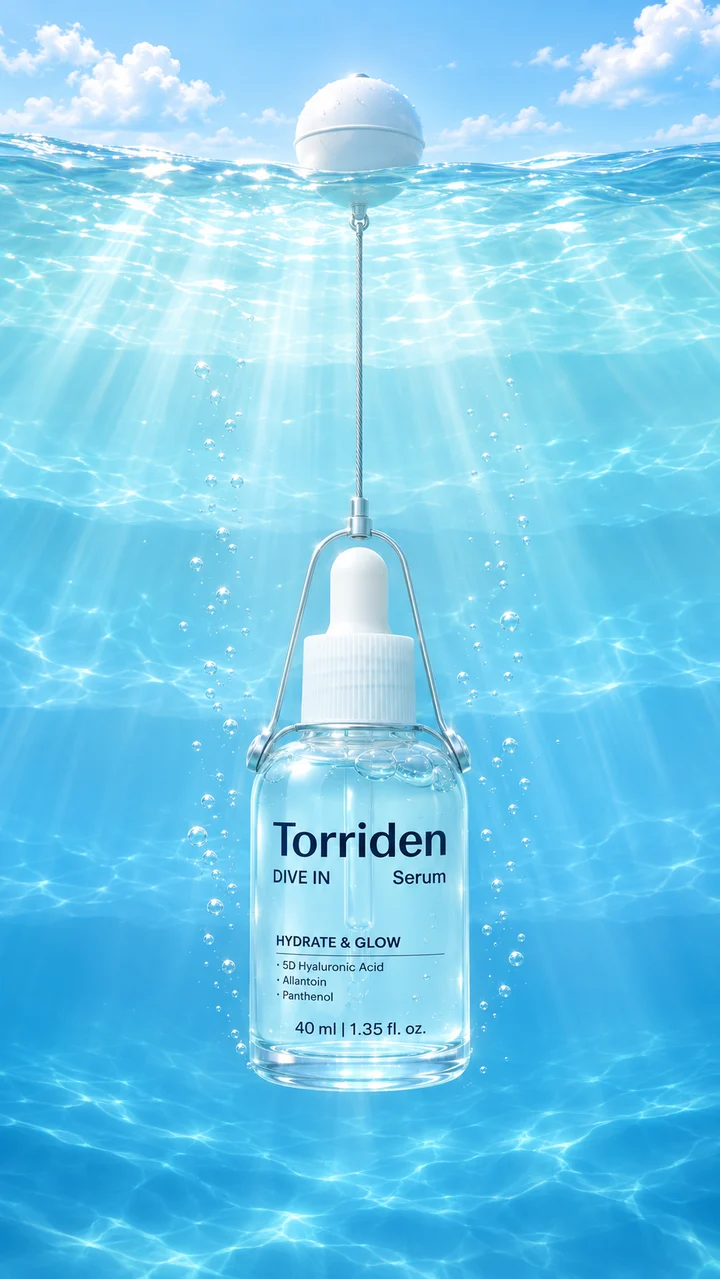 Torriden
DIVE IN Serum
HYDRATE & GLOW
· 5D Hyaluronic Acid
· Allantoin
· Panthenol
40 ml | 1.35 fl. oz.